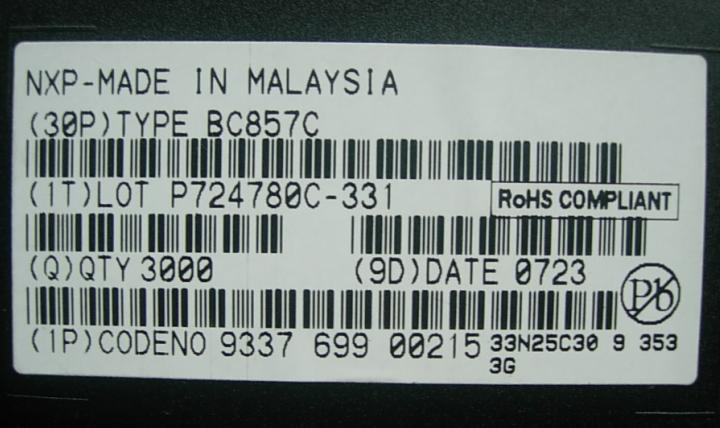 NXP-MADE IN MALAYSIA
(30P)TYPE BC857C
(1T)LOT P724780C-331
RoHS COMPLIANT
(Q)QTY 3000 (9D)DATE 0723
Pb
(1P)CODENO 9337 699 00215 33N25C30 9 353
3G